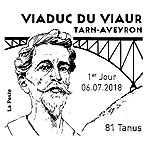 VIADUC DU VIAUR
TARN-AVEYRON
1er Jour
06.07.2018
La Poste
81 Tanus